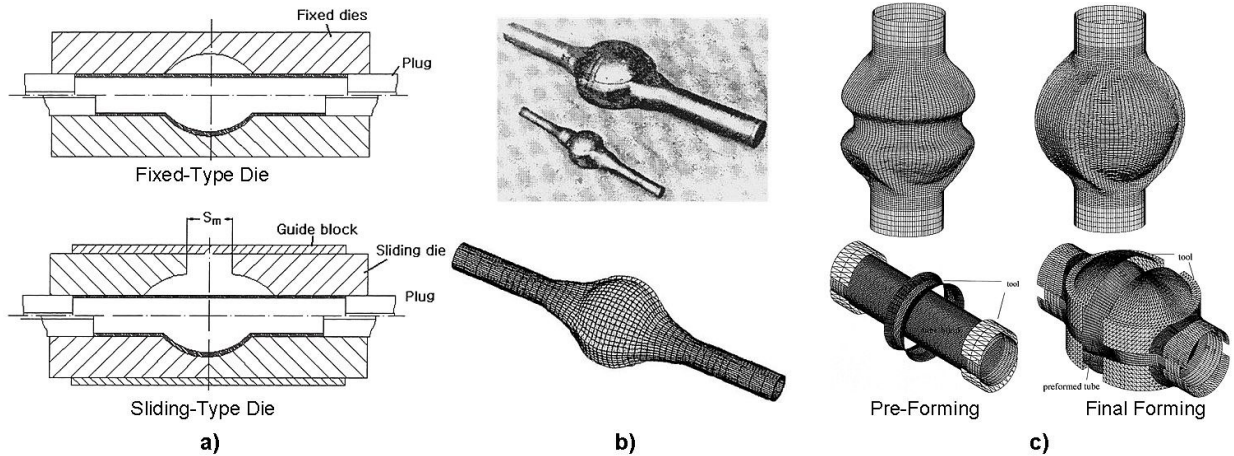 Fixed dies
Plug
Fixed-Type Die
Sm
Guide block
Sliding die
Plug
Sliding-Type Die
a)
b)
tool
tool
preformed tube
Pre-Forming
Final Forming
c)